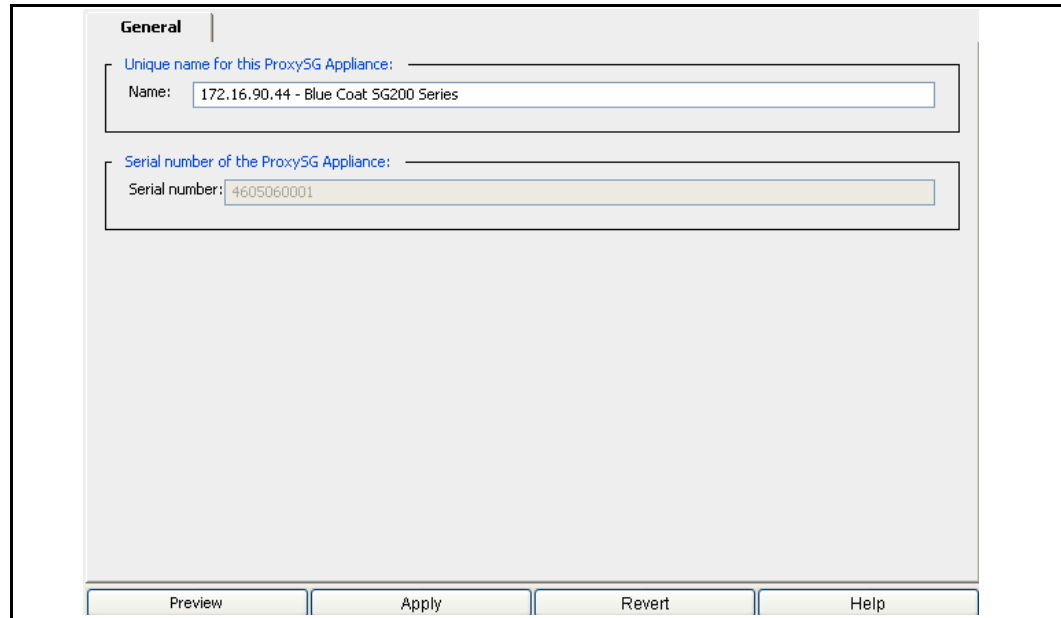 General
Unique name for this ProxySG Appliance:
Name: 172.16.90.44 - Blue Coat SG200 Series
Serial number of the ProxySG Appliance:
Serial number: 4605060001
Preview Apply Revert Help